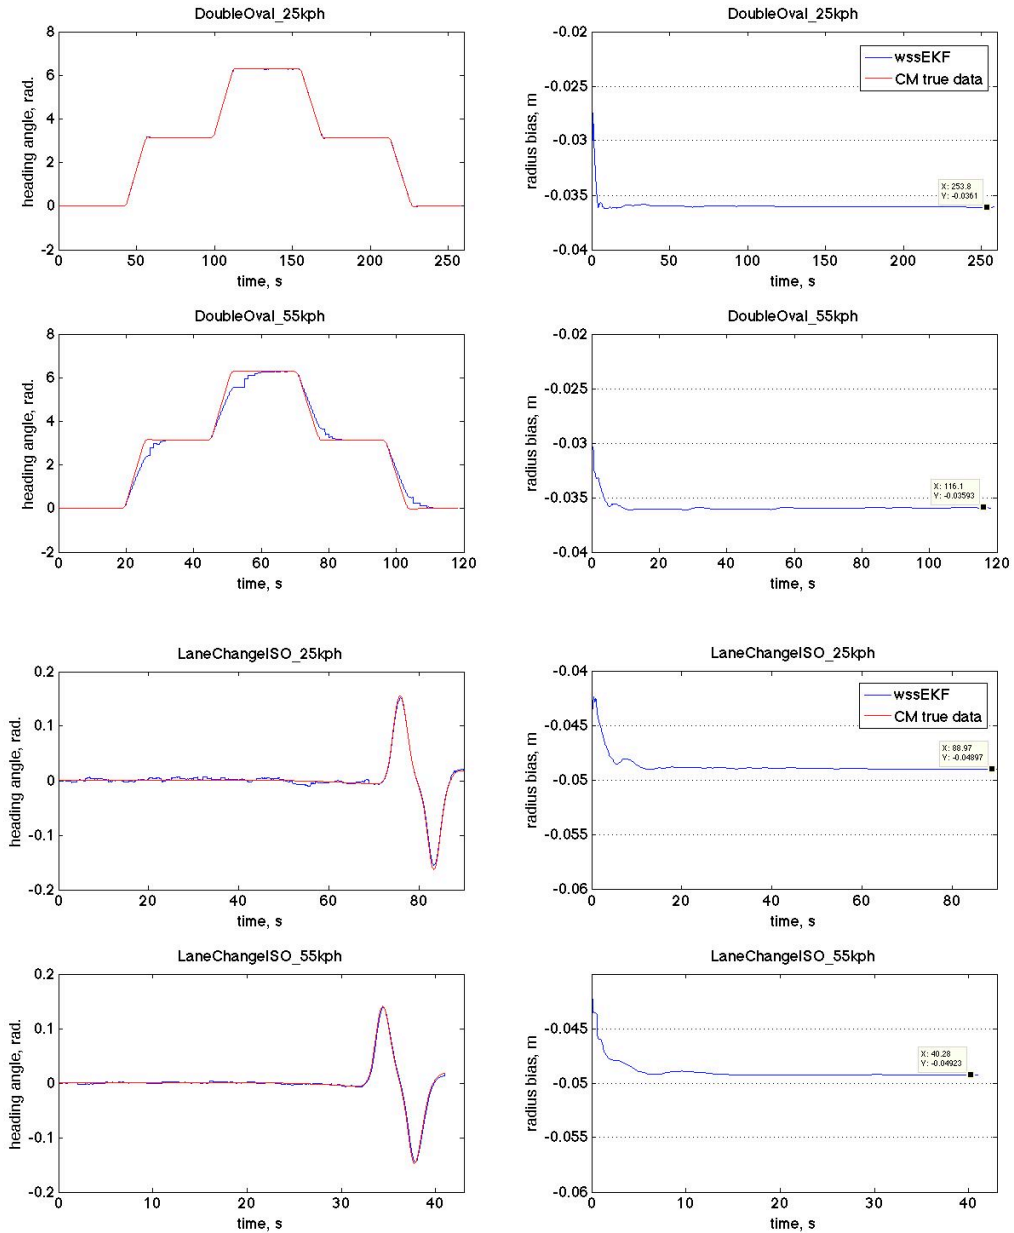 DoubleOval_25kph
8
6
4
2
0
-2
heading angle, rad.
0 50 100 150 200 250
time, s
DoubleOval_25kph
-0.02
-0.025
-0.03
-0.035
-0.04
radius bias, m
wssEKF
CM true data
X: 253.8
Y: -0.0361
0 50 100 150 200 250
time, s
DoubleOval_55kph
8
6
4
2
0
-2
heading angle, rad.
0 20 40 60 80 100 120
time, s
DoubleOval_55kph
-0.02
-0.025
-0.03
-0.035
-0.04
radius bias, m
X: 116.1
Y: -0.03593
0 20 40 60 80 100 120
time, s
LaneChangeISO_25kph
0.2
0.1
0
-0.1
-0.2
heading angle, rad.
0 20 40 60 80
time, s
LaneChangeISO_25kph
-0.04
-0.045
-0.05
-0.055
-0.06
radius bias, m
wssEKF
CM true data
X: 88.97
Y: -0.04897
0 20 40 60 80
time, s
LaneChangeISO_55kph
0.2
0.1
0
-0.1
-0.2
heading angle, rad.
0 10 20 30 40
time, s
LaneChangeISO_55kph
-0.045
-0.05
-0.055
-0.06
radius bias, m
X: 40.28
Y: -0.04923
0 10 20 30 40
time, s